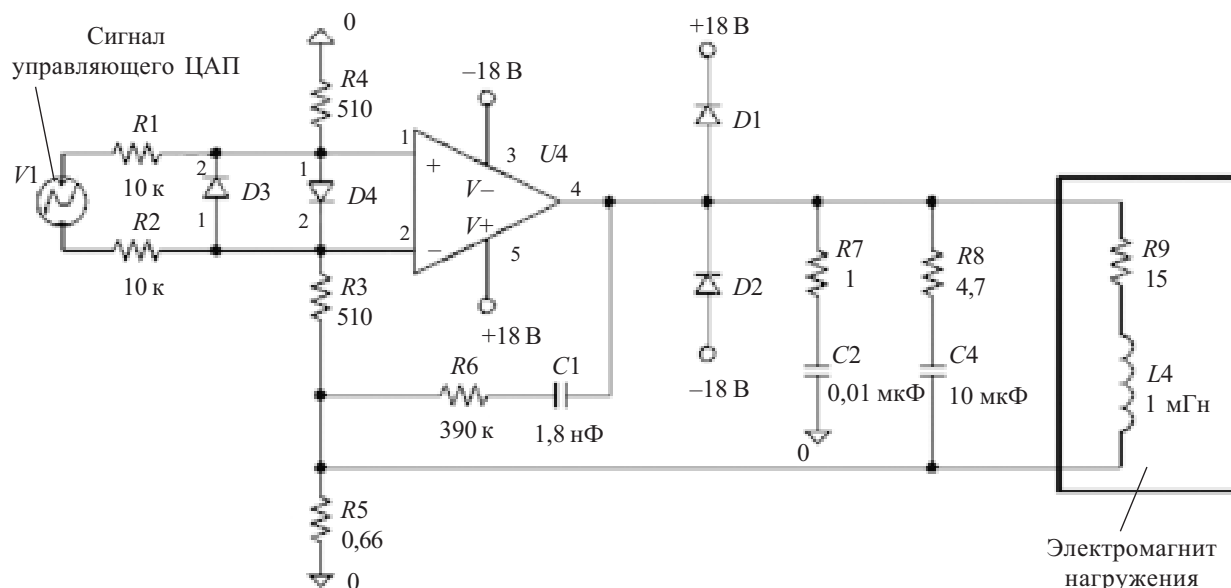 Сигнал
управляющего ЦАП
0
+18 В
–18 В
R4
510
R1
10 к
V1
2
D3
1
1
D4
2
1
+
3
U4
V–
4
V+
2
–
5
D1
R2
10 к
R3
510
+18 В
D2
–18 В
R7
1
R8
4,7
R9
15
R6
390 к
C1
1,8 нФ
C2
0,01 мкФ
C4
10 мкФ
L4
1 мГн
0
R5
0,66
0
Электромагнит
нагружения